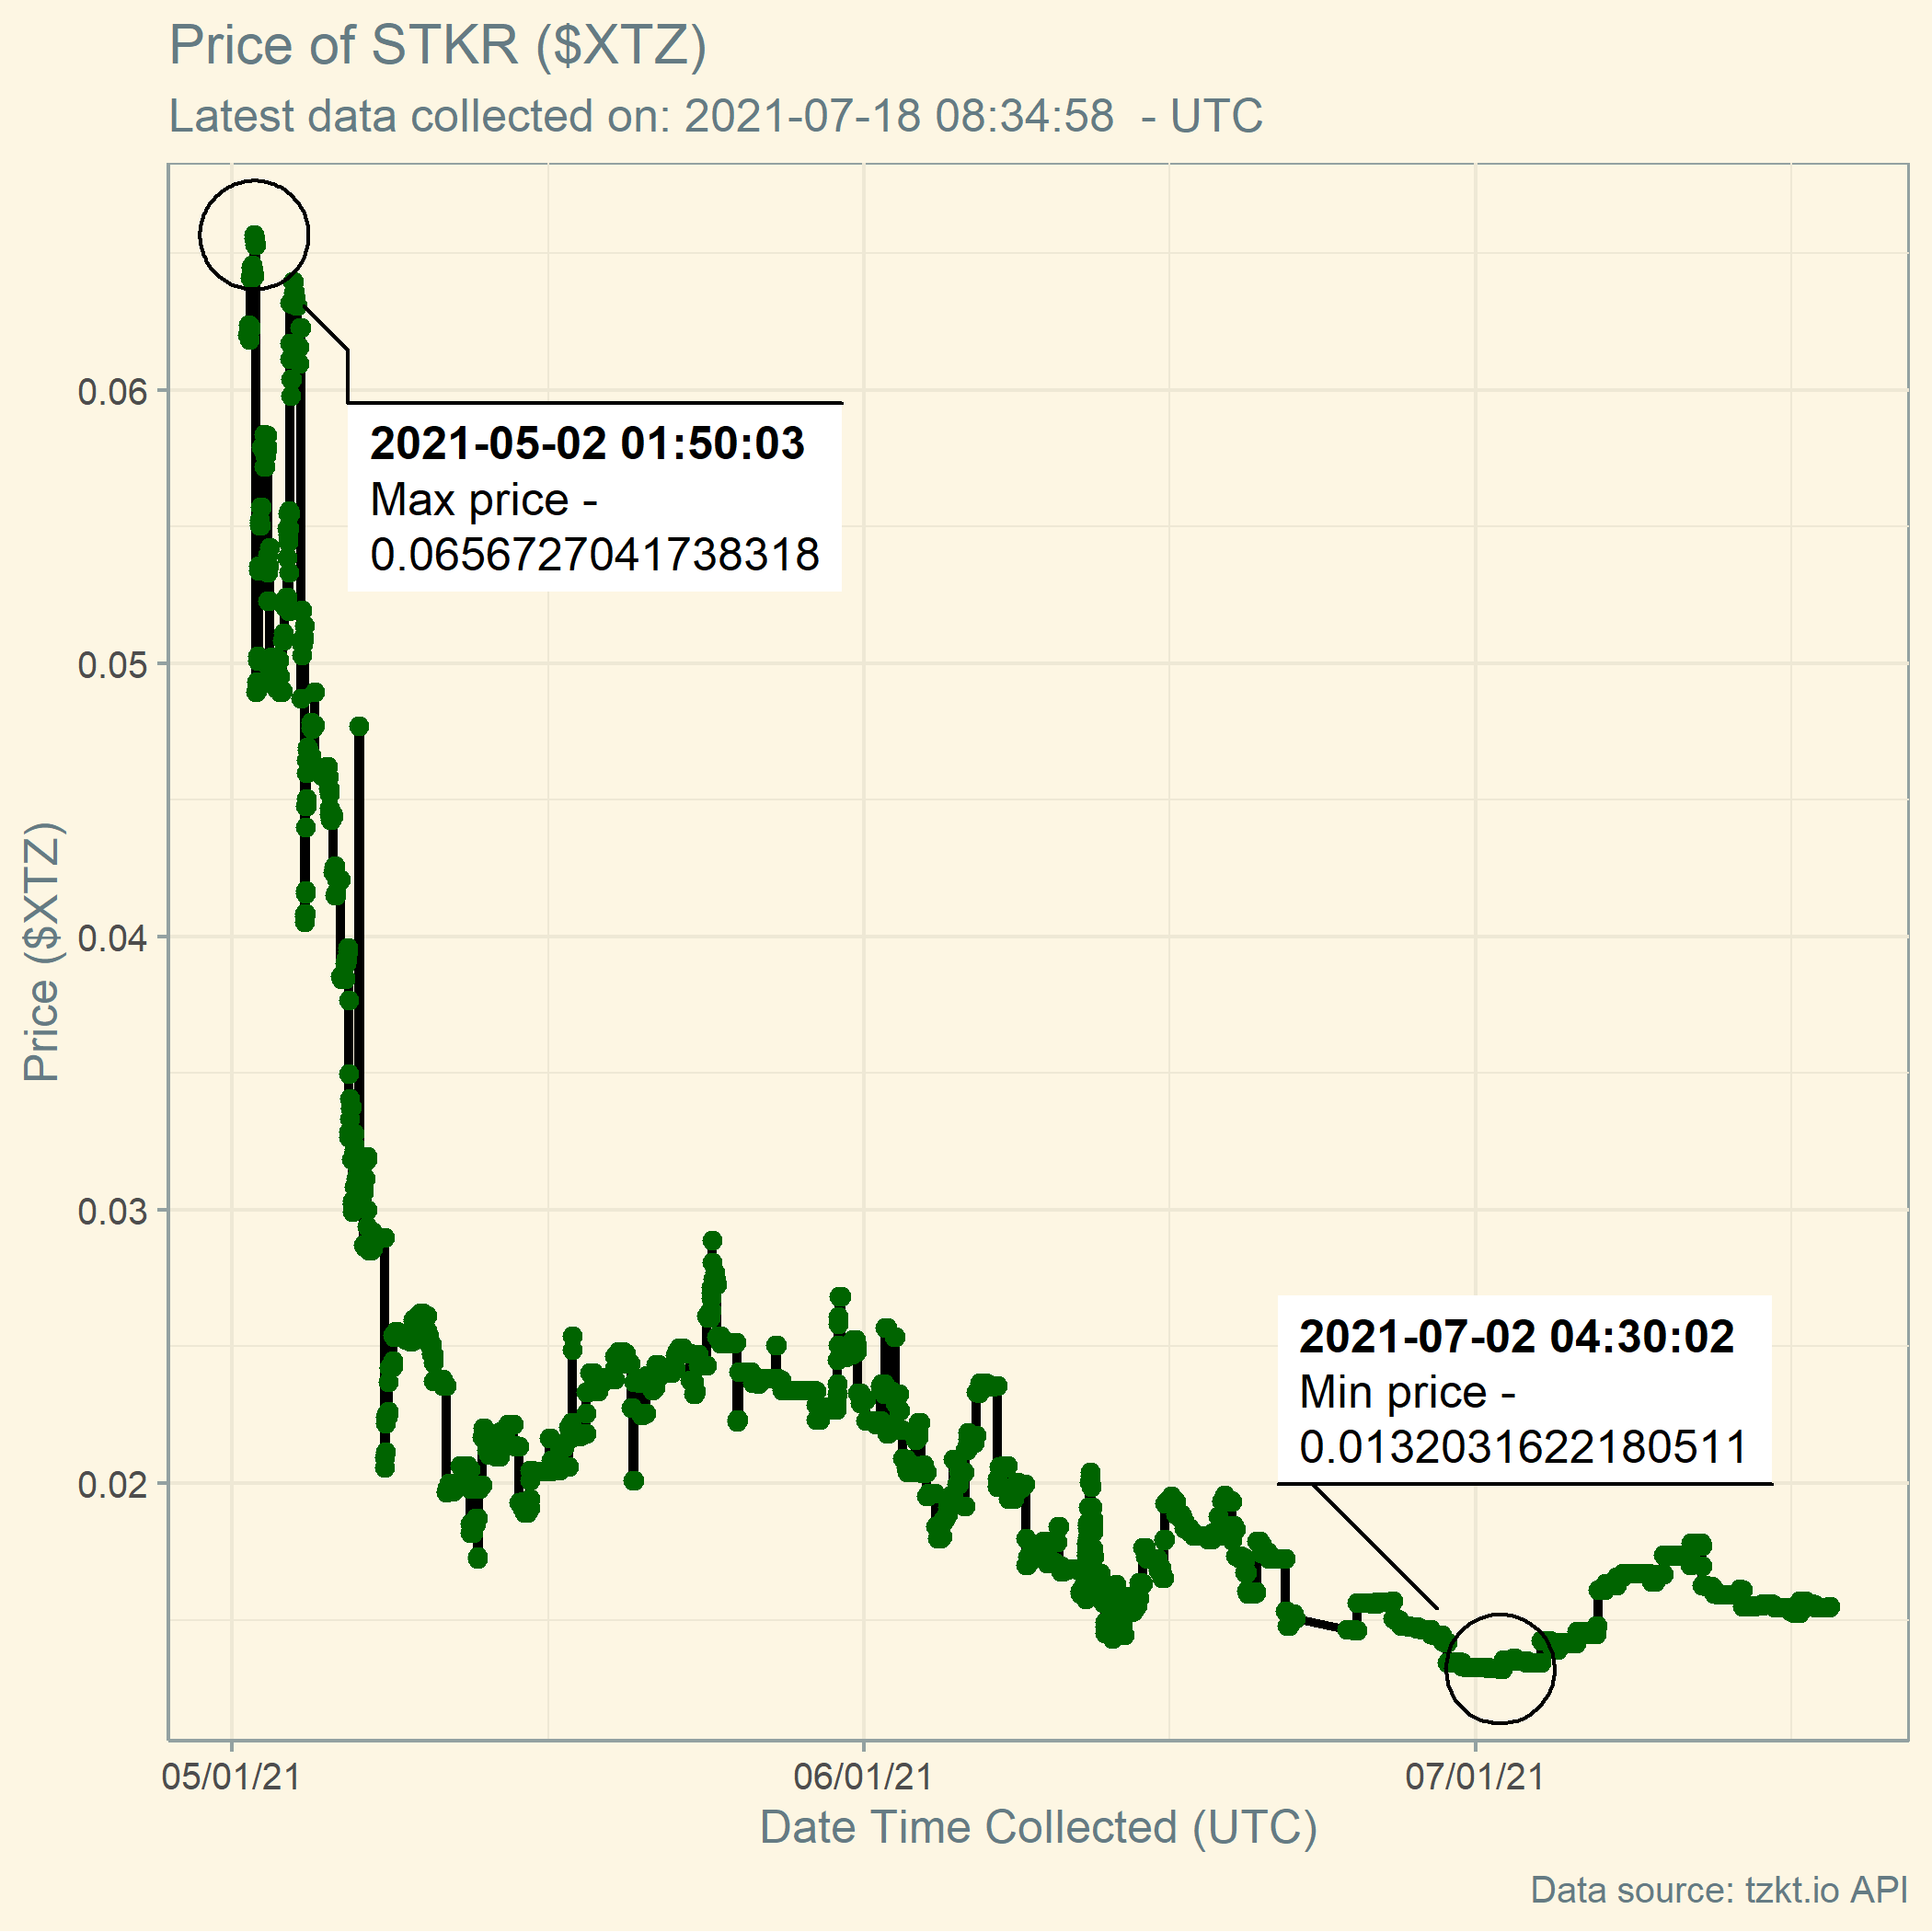 Price of STKR ($XTZ)
Latest data collected on: 2021-07-18 08:34:58  - UTC
Price ($XTZ)
0.06
0.05
0.04
0.03
0.02
2021-05-02 01:50:03
Max price -
0.0656727041738318
2021-07-02 04:30:02
Min price -
0.0132031622180511
05/01/21
06/01/21
07/01/21
Date Time Collected (UTC)
Data source: tzkt.io API